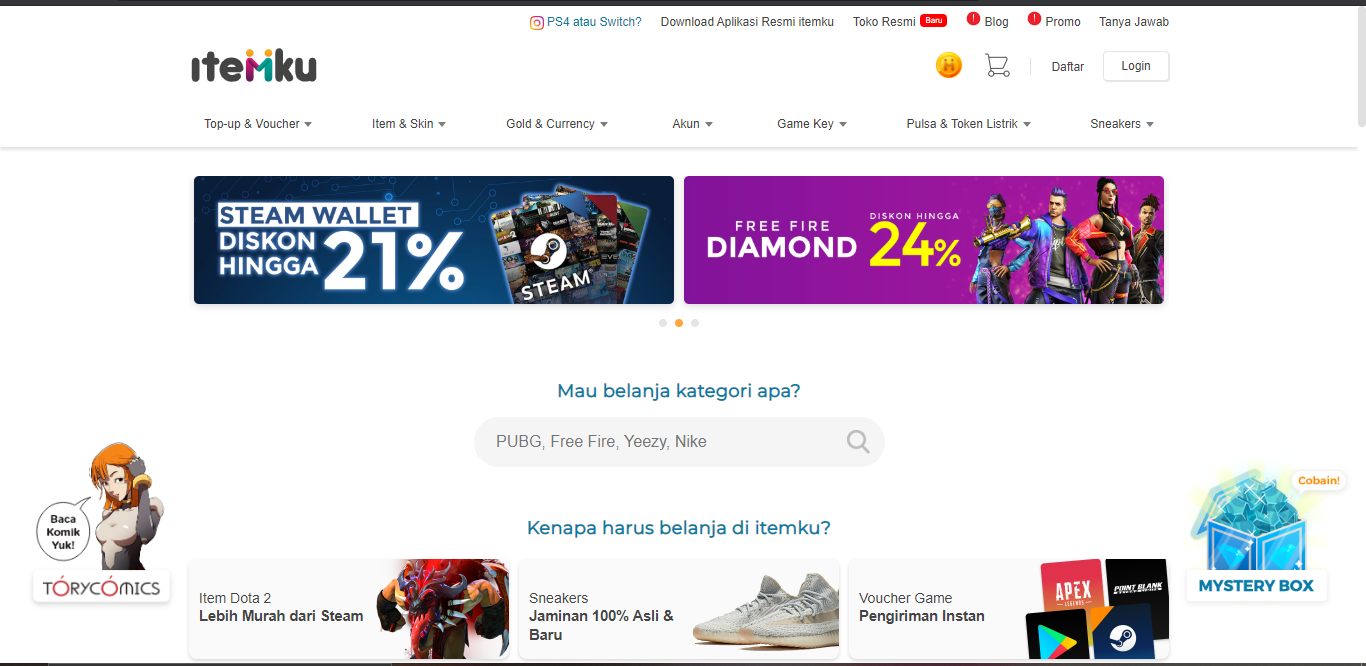 PS4 atau Switch? Download Aplikasi Resmi itemku Toko Resmi Baru ! Blog ! Promo Tanya Jawab
itemku
Daftar Login
Top-up & Voucher Item & Skin Gold & Currency Akun Game Key Pulsa & Token Listrik Sneakers
STEAM WALLET
DISKON
HINGGA
21%
STEAM
FREE FIRE
DIAMOND
DISKON HINGGA
24%
Mau belanja kategori apa?
PUBG, Free Fire, Yeezy, Nike
Baca
Komik
Yuk!
TÓRYCÓMICS
Cobain!
MYSTERY BOX
Kenapa harus belanja di itemku?
Item Dota 2
Lebih Murah dari Steam
Sneakers
Jaminan 100% Asli &
Baru
Voucher Game
Pengiriman Instan
APEX
LEGENDS
POINT BLANK